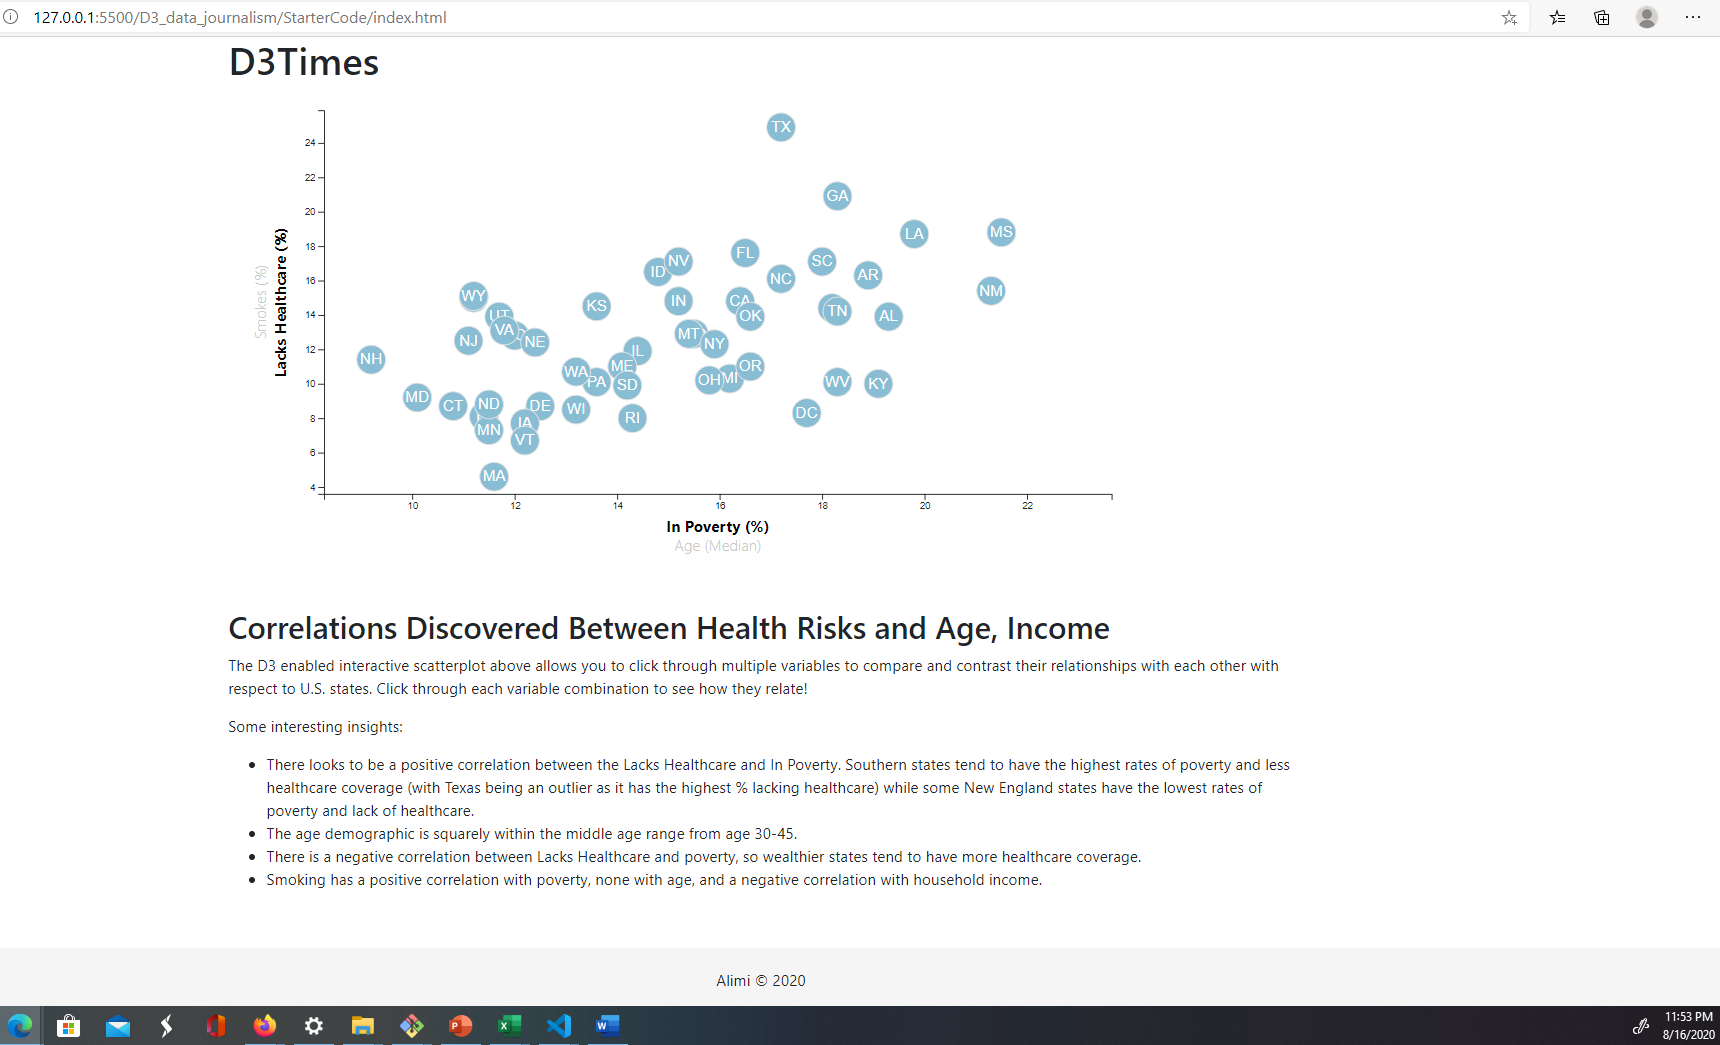 127.0.0.1:5500/D3_data_journalism/StarterCode/index.html
D3Times
24
22
20
18
16
14
12
10
8
6
4
Smokes (%)
Lacks Healthcare (%)
TX
GA
LA
MS
FL
NV
SC
ID
NC
AR
NM
WY
KS
IN
CA
OK
TN
AL
UT
VA
NJ
NE
MT
NY
IL
NH
ME
WA
PA
SD
OR
OH
MI
WV
KY
MD
CT
ND
DE
WI
RI
DC
IA
MN
VT
MA
10
12
14
16
18
20
22
In Poverty (%)
Age (Median)
Correlations Discovered Between Health Risks and Age, Income
The D3 enabled interactive scatterplot above allows you to click through multiple variables to compare and contrast their relationships with each other with
respect to U.S. states. Click through each variable combination to see how they relate!
Some interesting insights:
There looks to be a positive correlation between the Lacks Healthcare and In Poverty. Southern states tend to have the highest rates of poverty and less
healthcare coverage (with Texas being an outlier as it has the highest % lacking healthcare) while some New England states have the lowest rates of
poverty and lack of healthcare.
The age demographic is squarely within the middle age range from age 30-45.
There is a negative correlation between Lacks Healthcare and poverty, so wealthier states tend to have more healthcare coverage.
Smoking has a positive correlation with poverty, none with age, and a negative correlation with household income.
Alimi © 2020
11:53 PM
8/16/2020